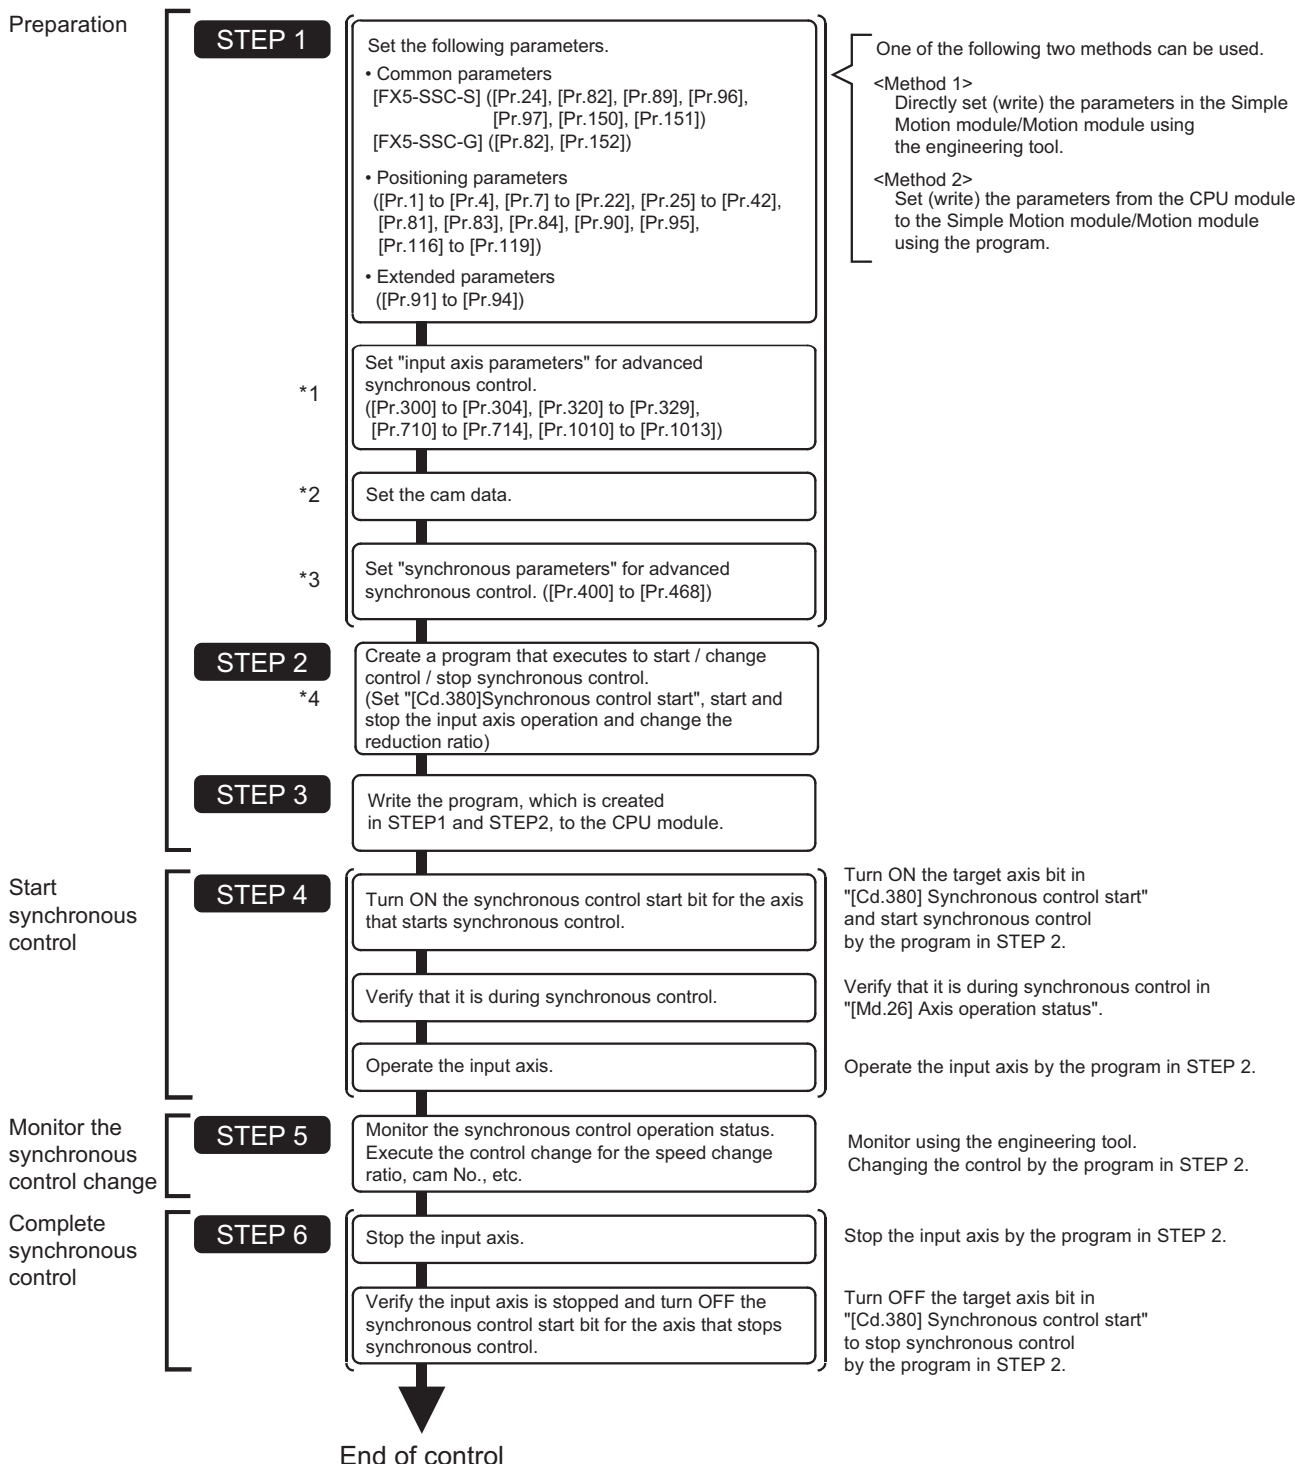 Preparation
STEP 1
Set the following parameters.
• Common parameters
[FX5-SSC-S] ([Pr.24], [Pr.82], [Pr.89], [Pr.96],
[Pr.97], [Pr.150], [Pr.151])
[FX5-SSC-G] ([Pr.82], [Pr.152])
• Positioning parameters
([Pr.1] to [Pr.4], [Pr.7] to [Pr.22], [Pr.25] to [Pr.42],
[Pr.81], [Pr.83], [Pr.84], [Pr.90], [Pr.95],
[Pr.116] to [Pr.119])
• Extended parameters
([Pr.91] to [Pr.94])
One of the following two methods can be used.
<Method 1>
Directly set (write) the parameters in the Simple
Motion module/Motion module using
the engineering tool.
<Method 2>
Set (write) the parameters from the CPU module
to the Simple Motion module/Motion module
using the program.
*1
Set "input axis parameters" for advanced
synchronous control.
([Pr.300] to [Pr.304], [Pr.320] to [Pr.329],
[Pr.710] to [Pr.714], [Pr.1010] to [Pr.1013])
*2
Set the cam data.
*3
Set "synchronous parameters" for advanced
synchronous control. ([Pr.400] to [Pr.468])
STEP 2
*4
Create a program that executes to start / change
control / stop synchronous control.
(Set "[Cd.380]Synchronous control start", start and
stop the input axis operation and change the
reduction ratio)
STEP 3
Write the program, which is created
in STEP1 and STEP2, to the CPU module.
Start
synchronous
control
STEP 4
Turn ON the synchronous control start bit for the axis
that starts synchronous control.
Turn ON the target axis bit in
"[Cd.380] Synchronous control start"
and start synchronous control
by the program in STEP 2.
Verify that it is during synchronous control.
Verify that it is during synchronous control in
"[Md.26] Axis operation status".
Operate the input axis.
Operate the input axis by the program in STEP 2.
Monitor the
synchronous
control change
STEP 5
Monitor the synchronous control operation status.
Execute the control change for the speed change
ratio, cam No., etc.
Monitor using the engineering tool.
Changing the control by the program in STEP 2.
Complete
synchronous
control
STEP 6
Stop the input axis.
Stop the input axis by the program in STEP 2.
Verify the input axis is stopped and turn OFF the
synchronous control start bit for the axis that stops
synchronous control.
Turn OFF the target axis bit in
"[Cd.380] Synchronous control start"
to stop synchronous control
by the program in STEP 2.
End of control